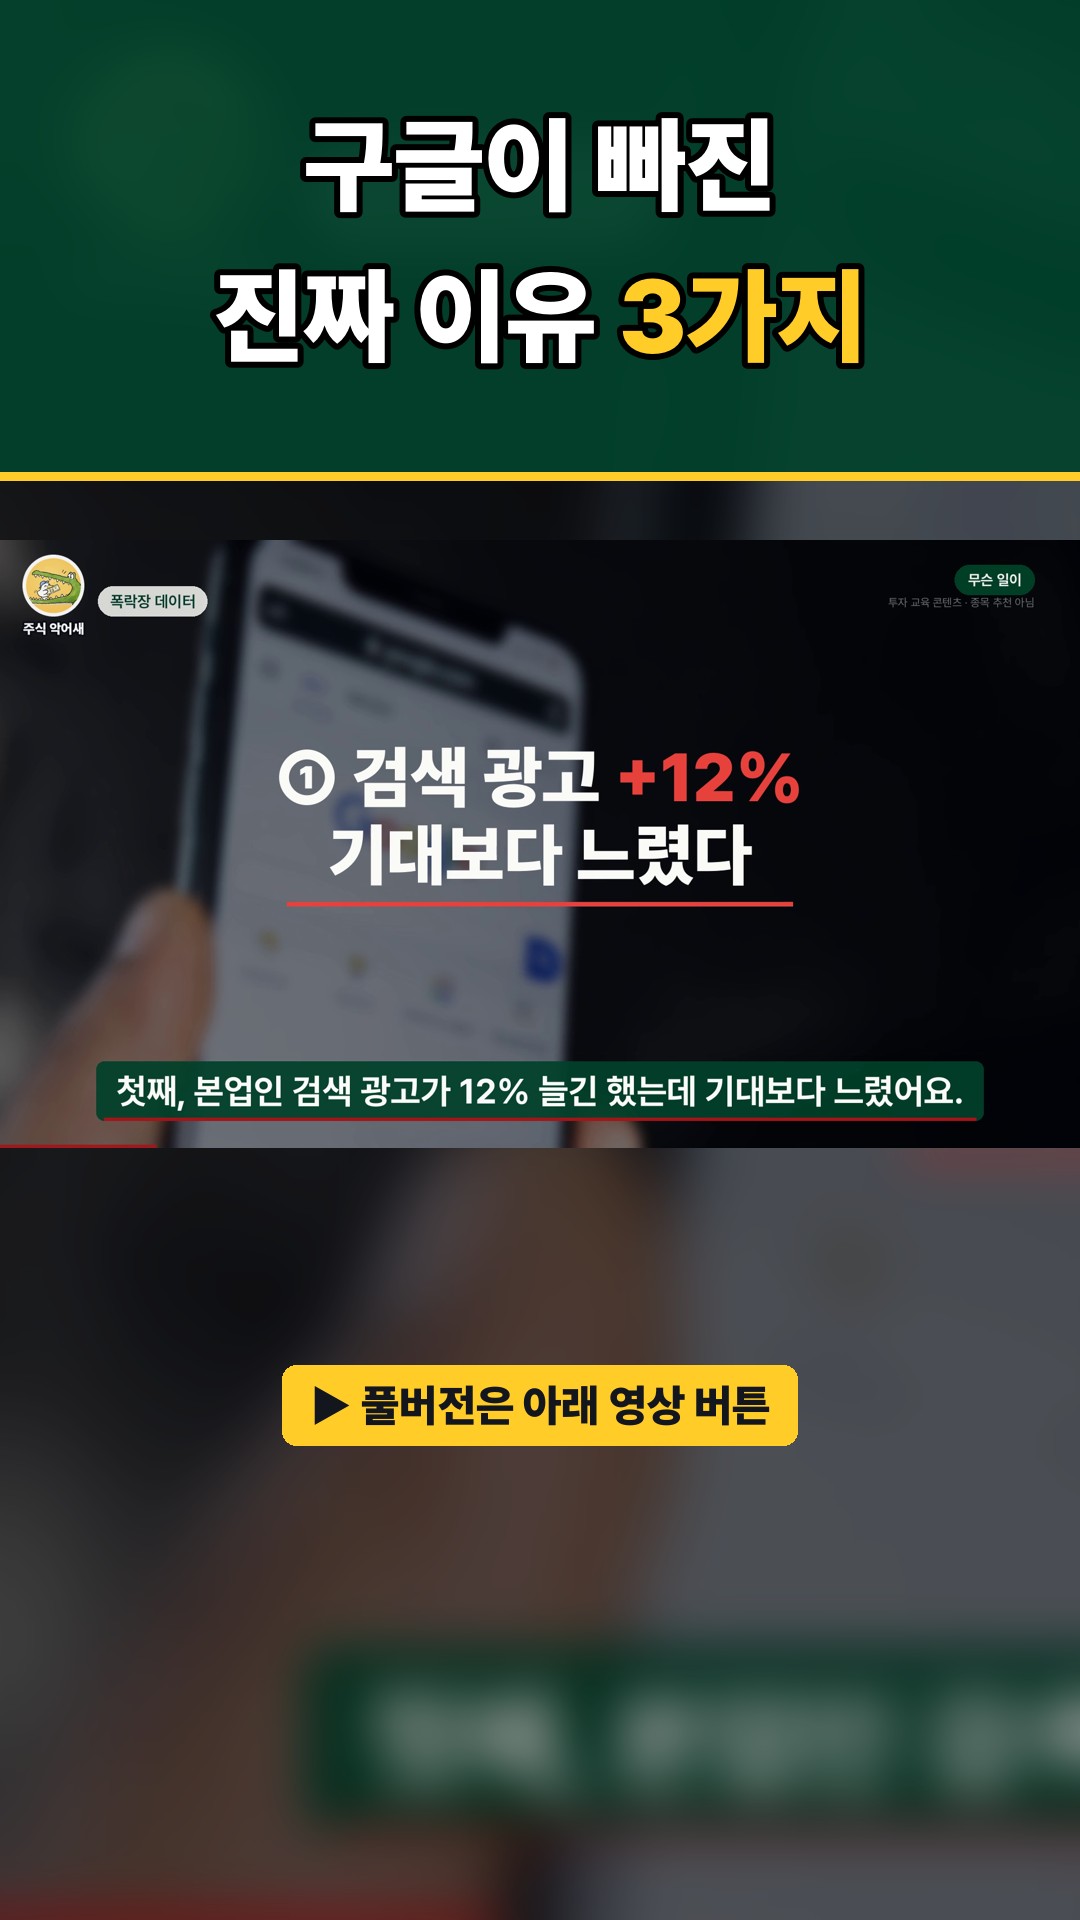 구글이 빠진
진짜 이유 3가지
주식 악어새
폭락장 데이터
무슨 일이
투자 교육 콘텐츠 · 종목 추천 아님
① 검색 광고 +12%
기대보다 느렸다
첫째, 본업인 검색 광고가 12% 늘긴 했는데 기대보다 느렸어요.
▶ 풀버전은 아래 영상 버튼